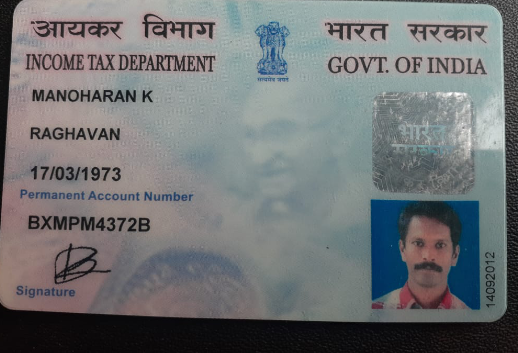 आयकर विभाग
भारत सरकार
INCOME TAX DEPARTMENT
GOVT. OF INDIA
सत्यमेव जयते
MANOHARAN K
RAGHAVAN
17/03/1973
Permanent Account Number
BXMPM4372B
Signature
भारत
14092012